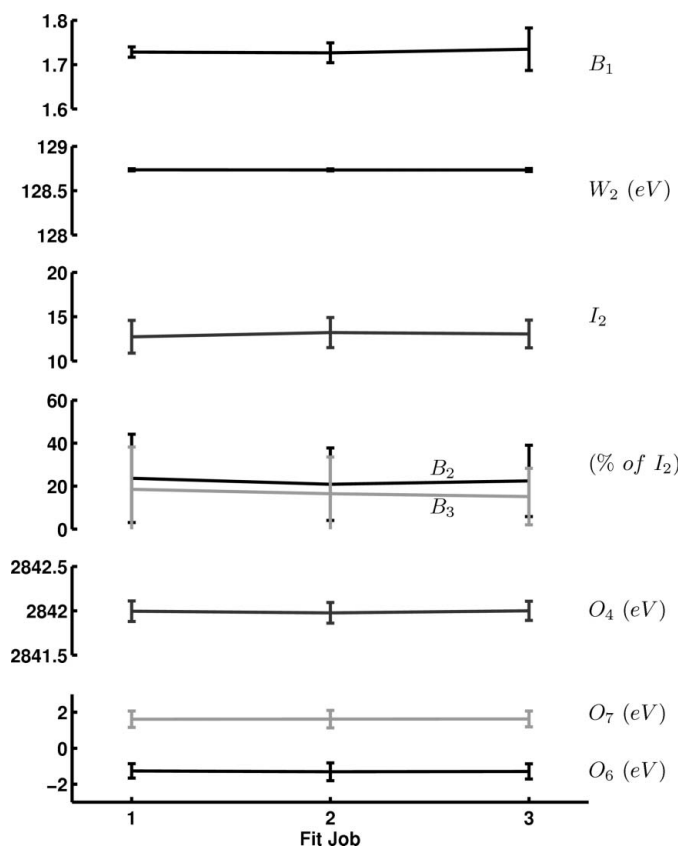 1.8
1.7
1.6
B₁
129
128.5
128
W₂ (eV)
20
15
10
I₂
60
40
20
0
B₂
B₃
(% of I₂)
2842.5
2842
2841.5
O₄ (eV)
2
0
−2
O₇ (eV)
O₆ (eV)
1 2 3
Fit Job